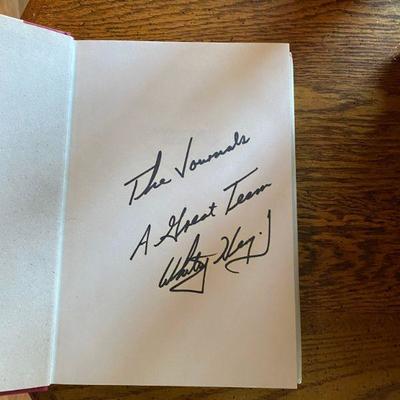 The Journals
A Great Team
Whitey Herzog